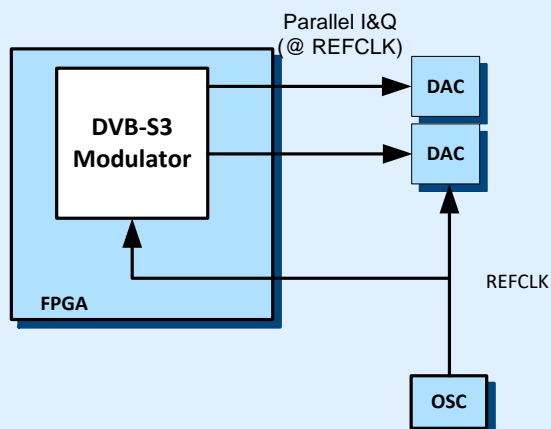 Parallel I&Q
(@ REFCLK)
DAC
DVB-S3
Modulator
DAC
REFCLK
FPGA
OSC